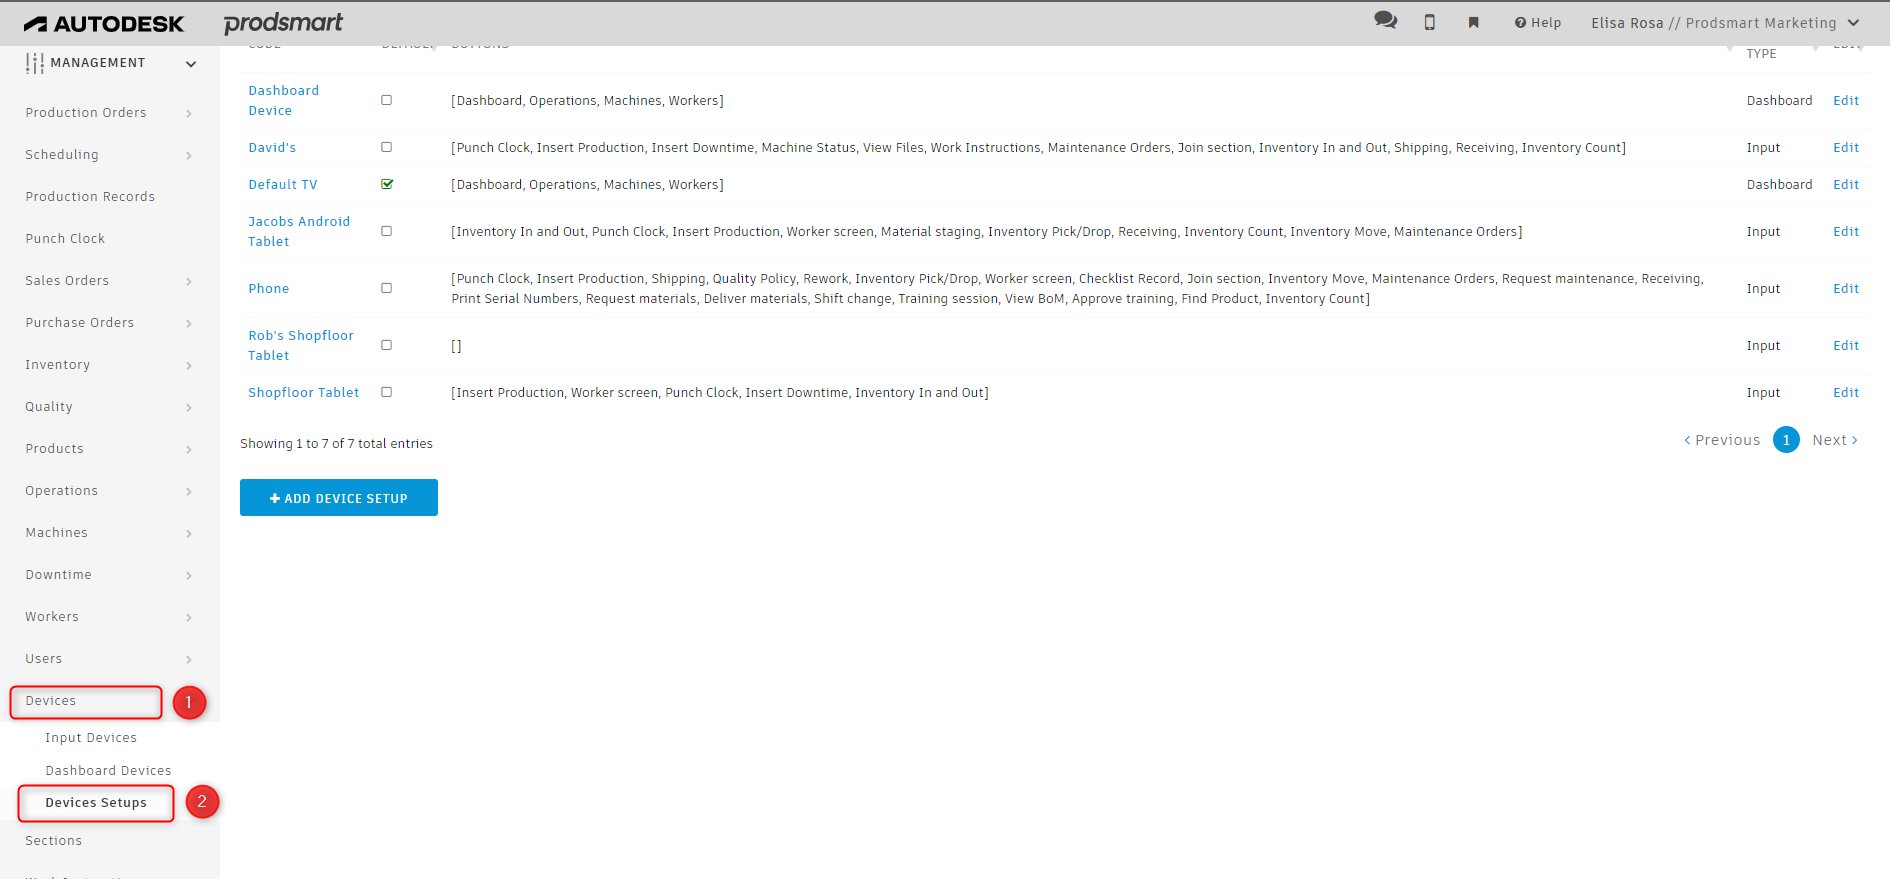 AUTODESK prodsmart
Help
Elisa Rosa // Prodsmart Marketing
MANAGEMENT
Production Orders
Scheduling
Production Records
Punch Clock
Sales Orders
Purchase Orders
Inventory
Quality
Products
Operations
Machines
Downtime
Workers
Users
Devices
1
Input Devices
Dashboard Devices
Devices Setups
2
Sections
CODE DEFAULT BUTTONS TYPE EDIT
Dashboard
Device
[Dashboard, Operations, Machines, Workers] Dashboard Edit
David's [Punch Clock, Insert Production, Insert Downtime, Machine Status, View Files, Work Instructions, Maintenance Orders, Join section, Inventory In and Out, Shipping, Receiving, Inventory Count] Input Edit
Default TV [Dashboard, Operations, Machines, Workers] Dashboard Edit
Jacobs Android
Tablet
[Inventory In and Out, Punch Clock, Insert Production, Worker screen, Material staging, Inventory Pick/Drop, Receiving, Inventory Count, Inventory Move, Maintenance Orders] Input Edit
Phone
[Punch Clock, Insert Production, Shipping, Quality Policy, Rework, Inventory Pick/Drop, Worker screen, Checklist Record, Join section, Inventory Move, Maintenance Orders, Request maintenance, Receiving,
Print Serial Numbers, Request materials, Deliver materials, Shift change, Training session, View BoM, Approve training, Find Product, Inventory Count]
Input Edit
Rob's Shopfloor
Tablet
[] Input Edit
Shopfloor Tablet [Insert Production, Worker screen, Punch Clock, Insert Downtime, Inventory In and Out] Input Edit
Showing 1 to 7 of 7 total entries
Previous 1 Next
ADD DEVICE SETUP